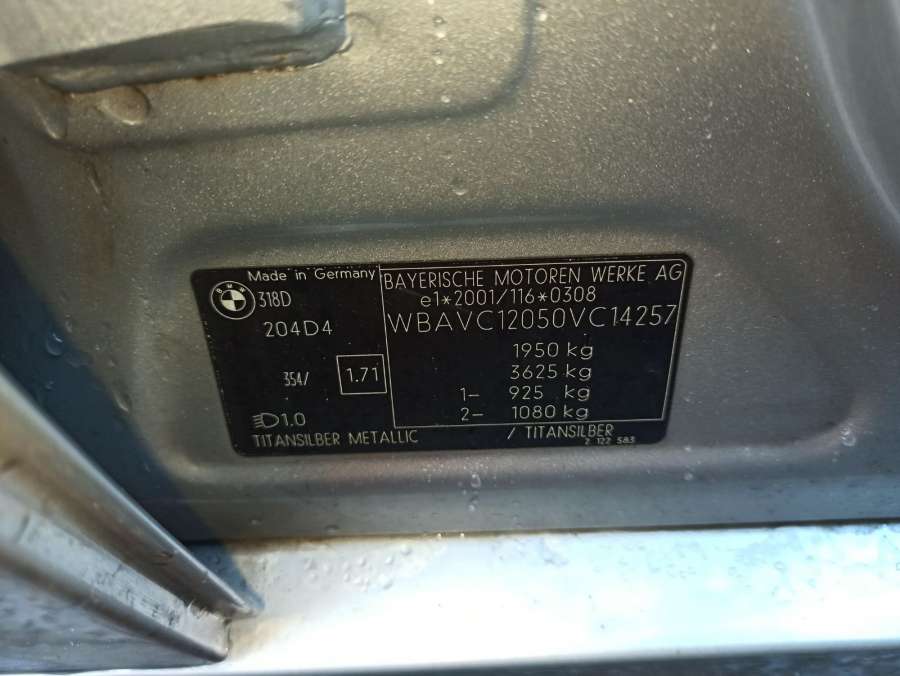 Made in Germany
BMW
318D
204D4
354/ 1.71
1.0
TITANSILBER METALLIC / TITANSILBER
BAYERISCHE MOTOREN WERKE AG
e1*2001/116*0308
WBAVC12050VC14257
1950 kg
3625 kg
1– 925 kg
2– 1080 kg
2 122 583